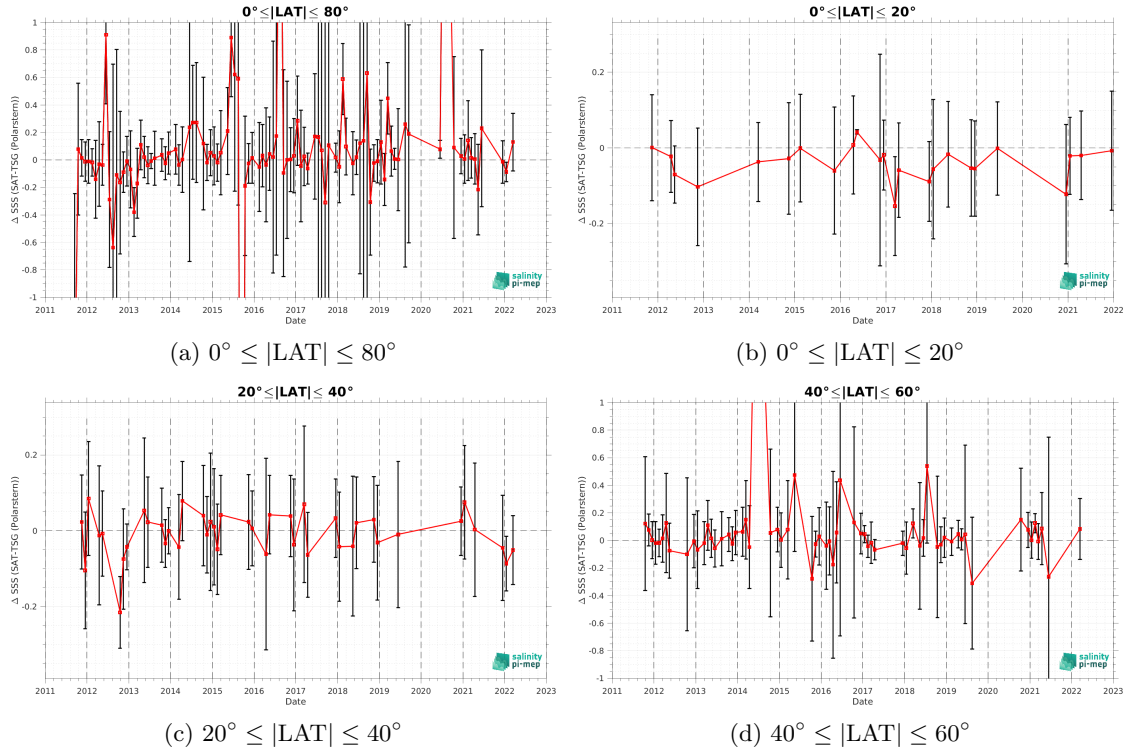 0°≤|LAT|≤ 80°
Δ SSS (SAT-TSG (Polarstern))
1
0.8
0.6
0.4
0.2
0
-0.2
-0.4
-0.6
-0.8
-1
2011 2012 2013 2014 2015 2016 2017 2018 2019 2020 2021 2022 2023
Date
salinity
pi-mep
(a) 0° ≤ |LAT| ≤ 80°
0°≤|LAT|≤ 20°
Δ SSS (SAT-TSG (Polarstern))
0.2
0
-0.2
2011 2012 2013 2014 2015 2016 2017 2018 2019 2020 2021 2022
Date
salinity
pi-mep
(b) 0° ≤ |LAT| ≤ 20°
20°≤|LAT|≤ 40°
Δ SSS (SAT-TSG (Polarstern))
0.2
0
-0.2
2011 2012 2013 2014 2015 2016 2017 2018 2019 2020 2021 2022 2023
Date
salinity
pi-mep
(c) 20° ≤ |LAT| ≤ 40°
40°≤|LAT|≤ 60°
Δ SSS (SAT-TSG (Polarstern))
1
0.8
0.6
0.4
0.2
0
-0.2
-0.4
-0.6
-0.8
-1
2011 2012 2013 2014 2015 2016 2017 2018 2019 2020 2021 2022 2023
Date
salinity
pi-mep
(d) 40° ≤ |LAT| ≤ 60°